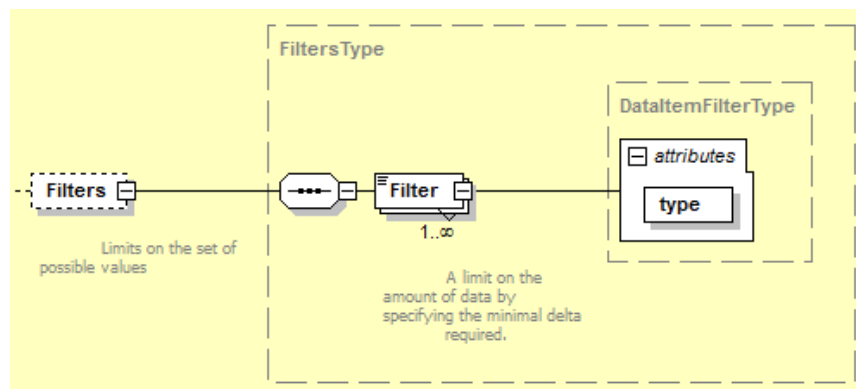 FiltersType
DataItemFilterType
attributes
Filters
Filter
type
1..∞
Limits on the set of
possible values
A limit on the
amount of data by
specifying the minimal delta
required.